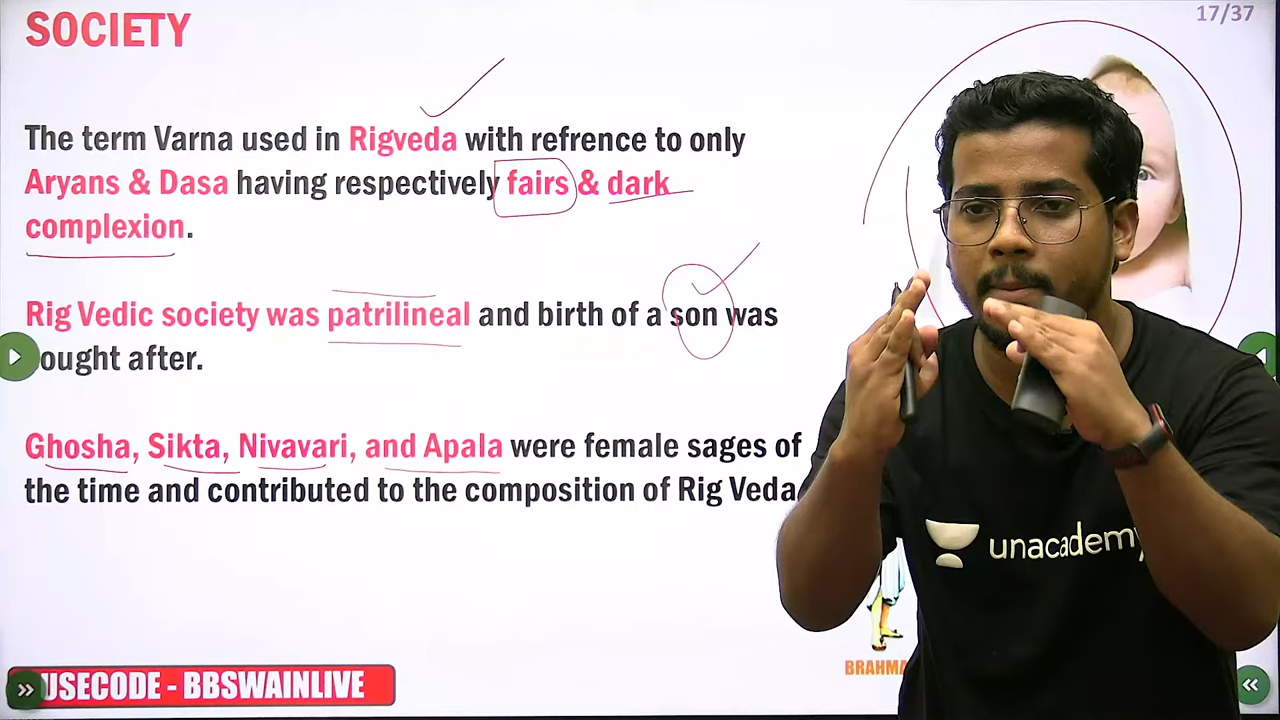 SOCIETY
17/37
The term Varna used in Rigveda with refrence to only
Aryans & Dasa having respectively fairs & dark
complexion.
Rig Vedic society was patrilineal and birth of a son was
ought after.
Ghosha, Sikta, Nivavari, and Apala were female sages of
the time and contributed to the composition of Rig Veda
unacademy
BRAHMA
USECODE - BBSWAINLIVE